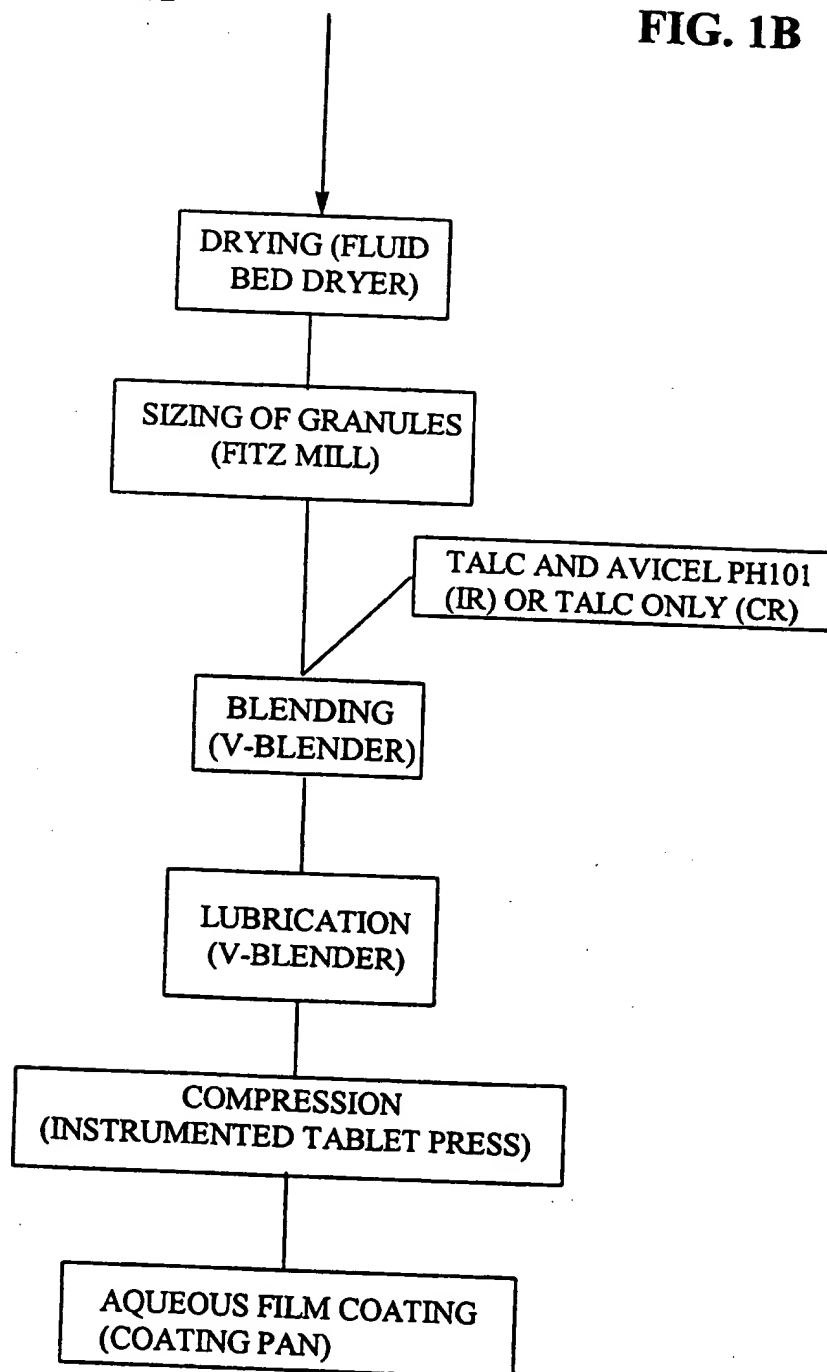 FIG. 1B
DRYING (FLUID
BED DRYER)
SIZING OF GRANULES
(FITZ MILL)
TALC AND AVICEL PH101
(IR) OR TALC ONLY (CR)
BLENDING
(V-BLENDER)
LUBRICATION
(V-BLENDER)
COMPRESSION
(INSTRUMENTED TABLET PRESS)
AQUEOUS FILM COATING
(COATING PAN)